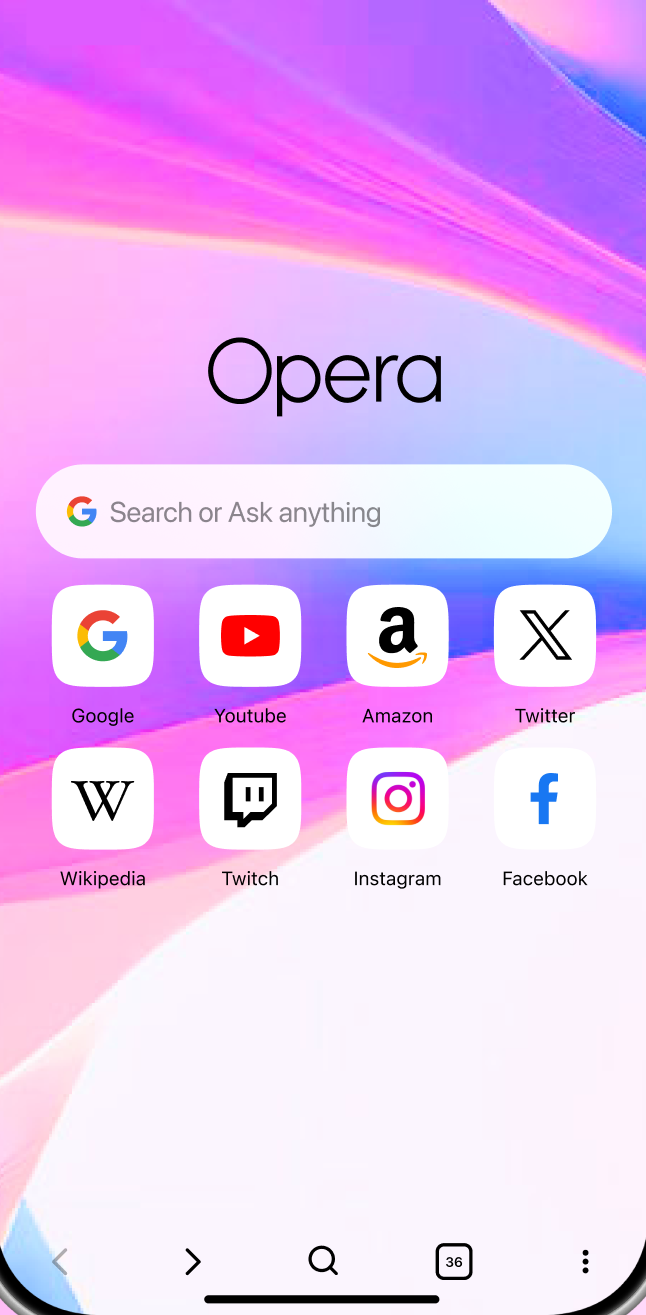 Opera
Search or Ask anything
Google Youtube Amazon Twitter
Wikipedia Twitch Instagram Facebook
36